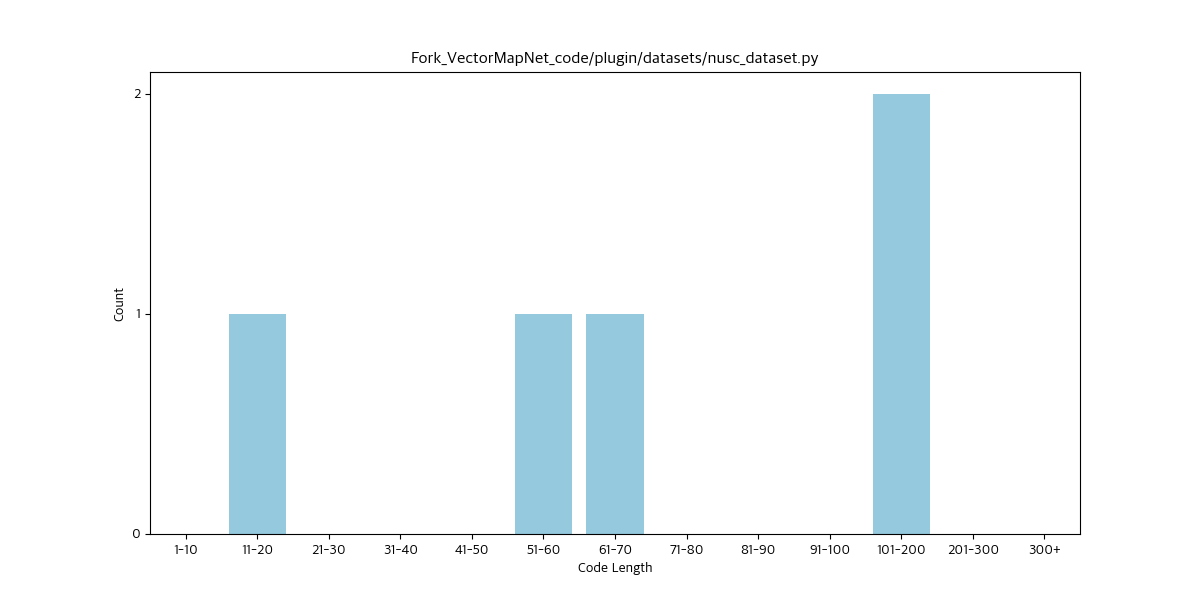 Fork_VectorMapNet_code/plugin/datasets/nusc_dataset.py
2
1
0
Count
1-10 11-20 21-30 31-40 41-50 51-60 61-70 71-80 81-90 91-100 101-200 201-300 300+
Code Length